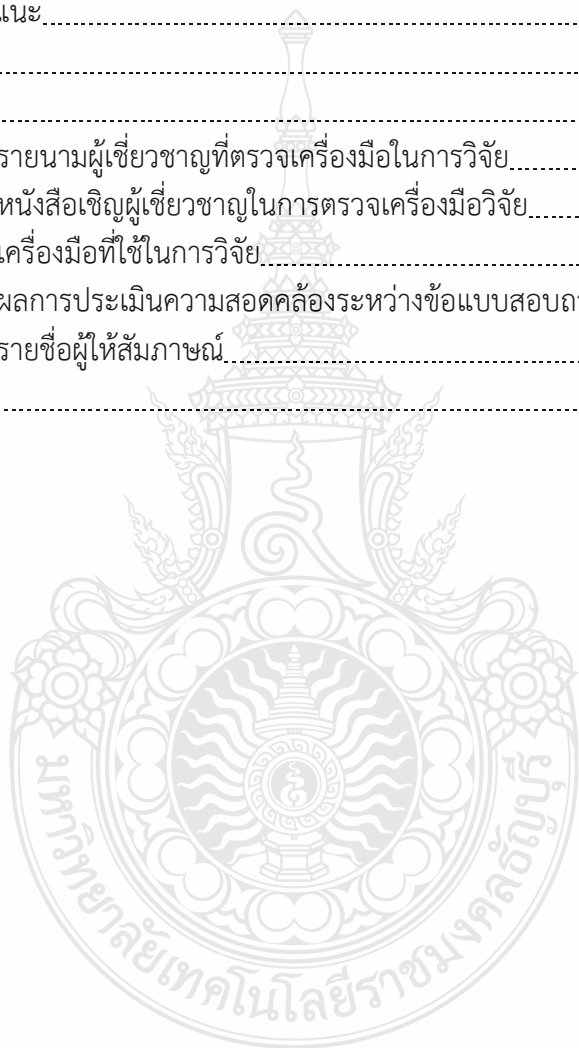 แนะ
รายนามผู้เชี่ยวชาญที่ตรวจเครื่องมือในการวิจัย
หนังสือเชิญผู้เชี่ยวชาญในการตรวจเครื่องมือวิจัย
เครื่องมือที่ใช้ในการวิจัย
ผลการประเมินความสอดคล้องระหว่างข้อแบบสอบถา
รายชื่อผู้ให้สัมภาษณ์
มหาวิทยาลัยเทคโนโลยีราชมงคลธัญบุรี